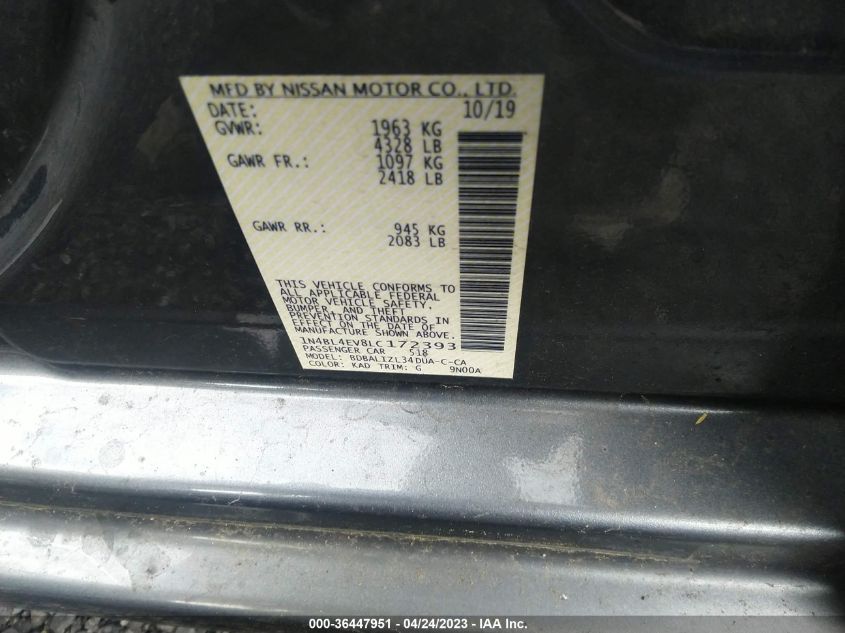 MFD BY NISSAN MOTOR CO., LTD.
DATE: 10/19
GVWR: 1963 KG
4328 LB
GAWR FR.: 1097 KG
2418 LB
GAWR RR.: 945 KG
2083 LB
THIS VEHICLE CONFORMS TO
ALL APPLICABLE FEDERAL
MOTOR VEHICLE SAFETY,
BUMPER, AND THEFT
PREVENTION STANDARDS IN
EFFECT ON THE DATE OF
MANUFACTURE SHOWN ABOVE.
1N4BL4EV8LC172393
PASSENGER CAR 518
MODEL: BDBALIZL34DUA-C-CA
COLOR: KAD TRIM: G 9N00A
000-36447951 - 04/24/2023 - IAA Inc.